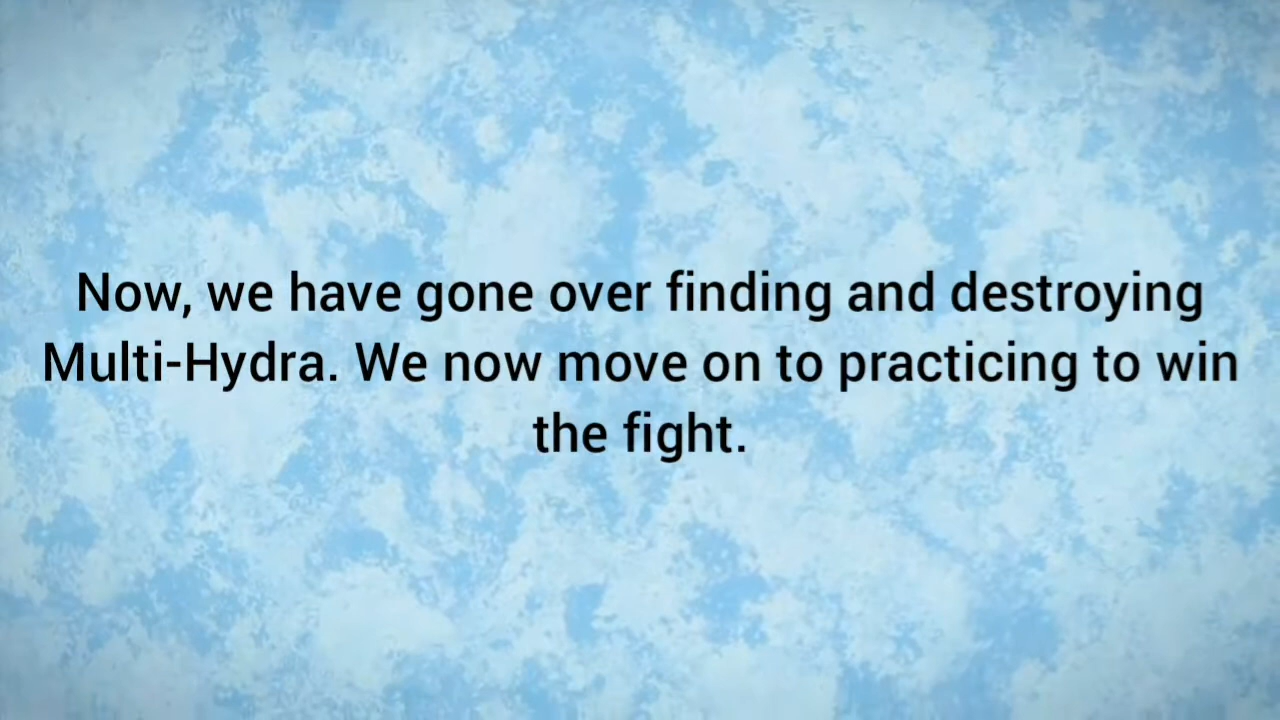 Now, we have gone over finding and destroying
Multi-Hydra. We now move on to practicing to win
the fight.